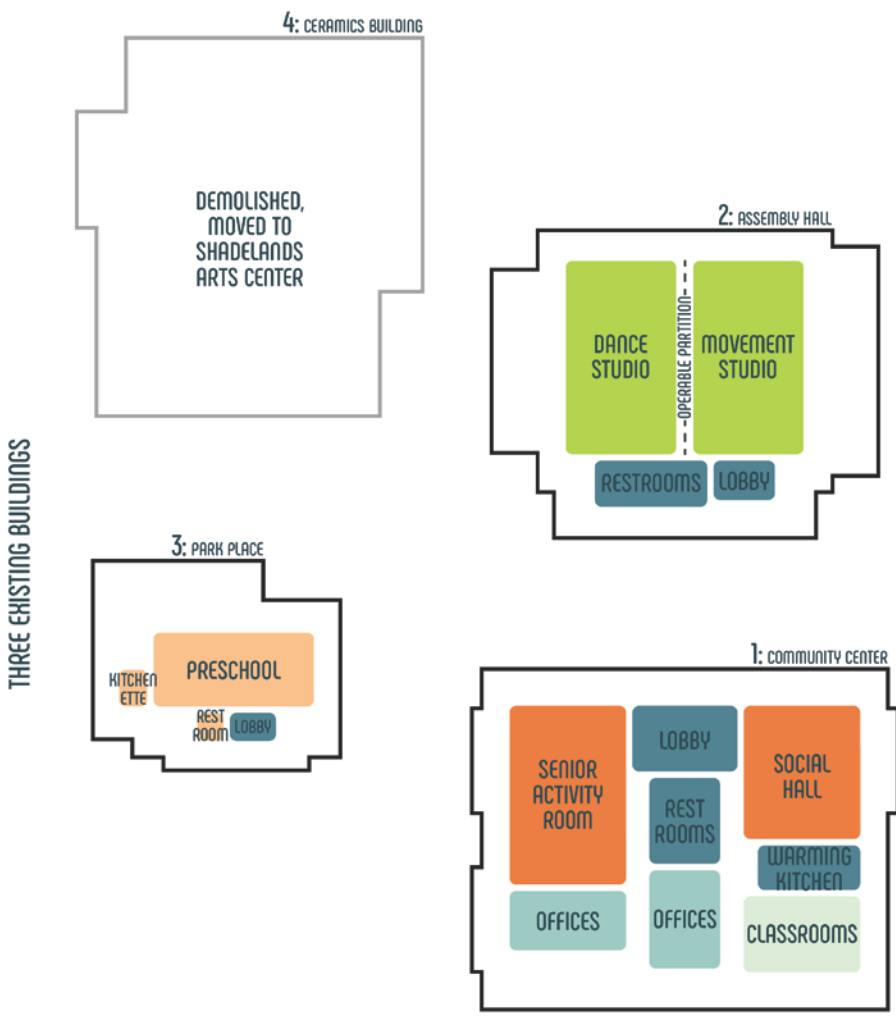 4: CERAMICS BUILDING
DEMOLISHED,
MOVED TO
SHADELANDS
ARTS CENTER
2: ASSEMBLY HALL
DANCE
STUDIO
OPERABLE PARTITION
MOVEMENT
STUDIO
RESTROOMS
LOBBY
THREE EXISTING BUILDINGS
3: PARK PLACE
PRESCHOOL
KITCHEN
ETTE
REST
ROOM
LOBBY
1: COMMUNITY CENTER
SENIOR
ACTIVITY
ROOM
LOBBY
SOCIAL
HALL
REST
ROOMS
WARMING
KITCHEN
OFFICES
OFFICES
CLASSROOMS